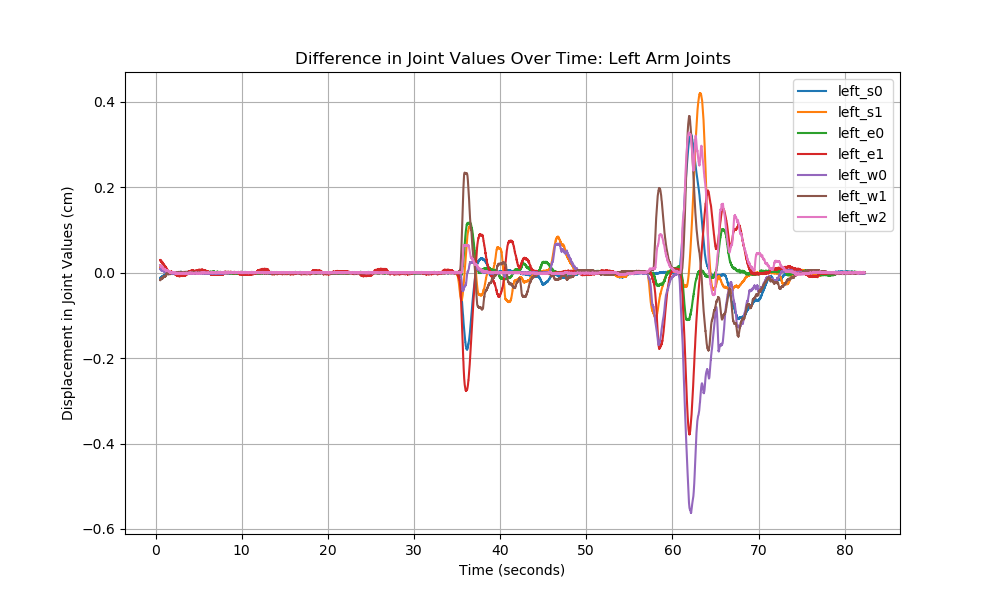 Difference in Joint Values Over Time: Left Arm Joints
Displacement in Joint Values (cm)
0.4
0.2
0.0
−0.2
−0.4
−0.6
left_s0
left_s1
left_e0
left_e1
left_w0
left_w1
left_w2
0 10 20 30 40 50 60 70 80
Time (seconds)